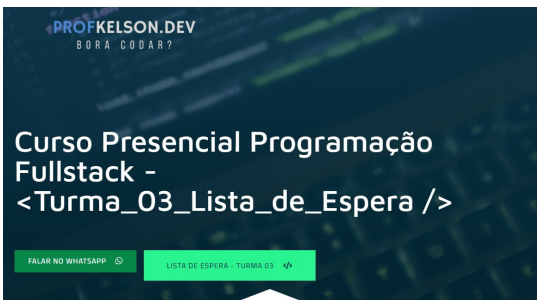 PROFKELSON.DEV
BORA CODAR?
Curso Presencial Programação
Fullstack -
<Turma_03_Lista_de_Espera />
FALAR NO WHATSAPP
LISTA DE ESPERA - TURMA 03 </>